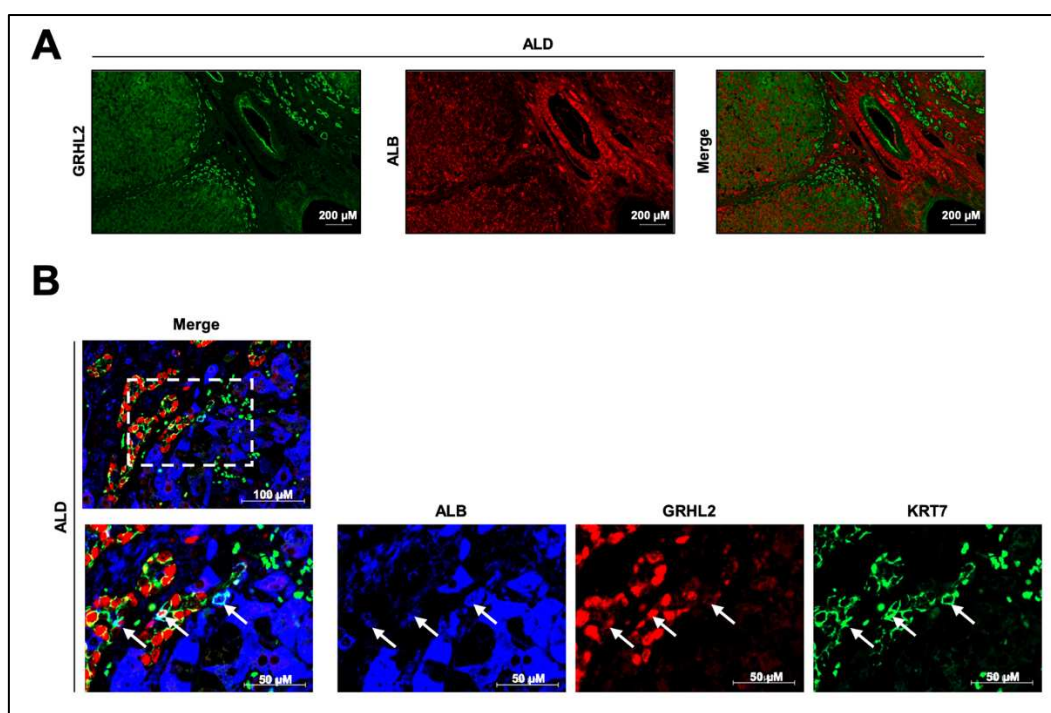 A
ALD
GRHL2
ALB
Merge
200 µM
200 µM
200 µM
B
Merge
ALD
100 µM
ALB
GRHL2
KRT7
50 µM
50 µM
50 µM
50 µM